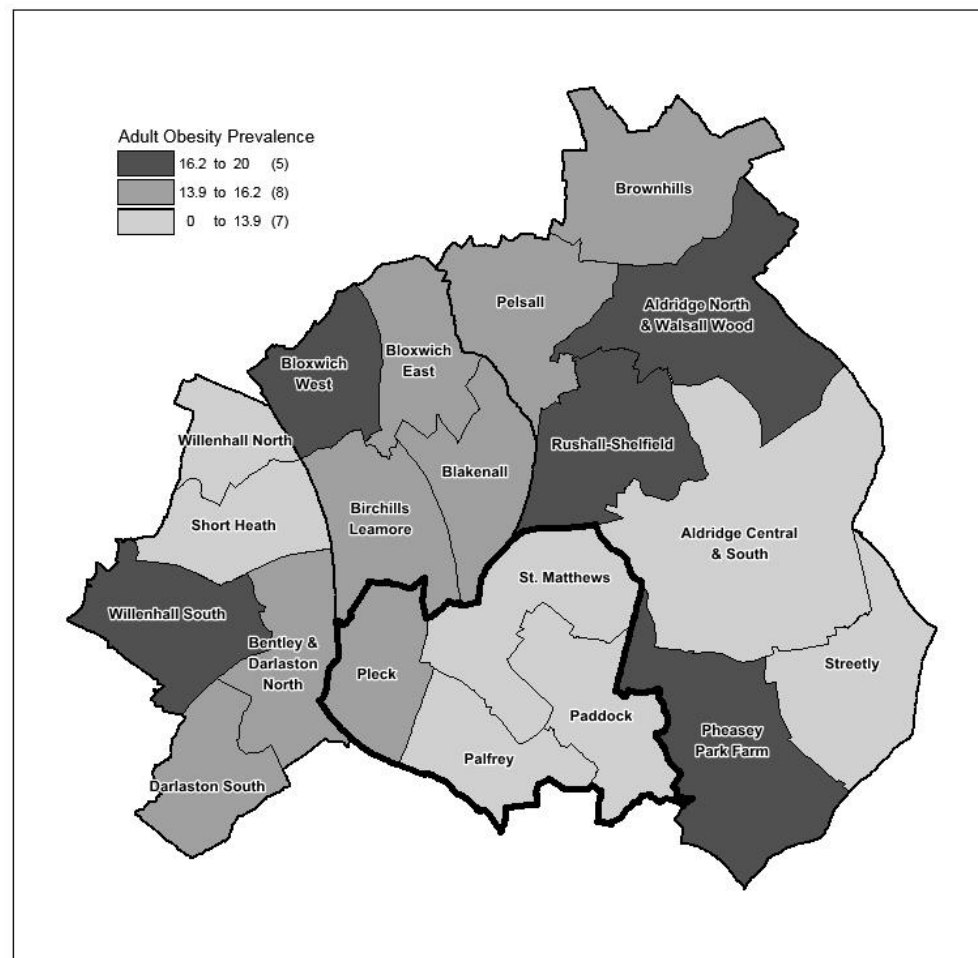 Adult Obesity Prevalence
16.2 to 20 (5)
13.9 to 16.2 (8)
0 to 13.9 (7)
Brownhills
Pelsall
Aldridge North
& Walsall Wood
Bloxwich
East
Bloxwich
West
Willenhall North
Rushall-Shelfield
Blakenall
Birchills
Leamore
Short Heath
Aldridge Central
& South
St. Matthews
Willenhall South
Bentley &
Darlaston
North
Pleck
Streetly
Paddock
Pheasey
Park Farm
Palfrey
Darlaston South